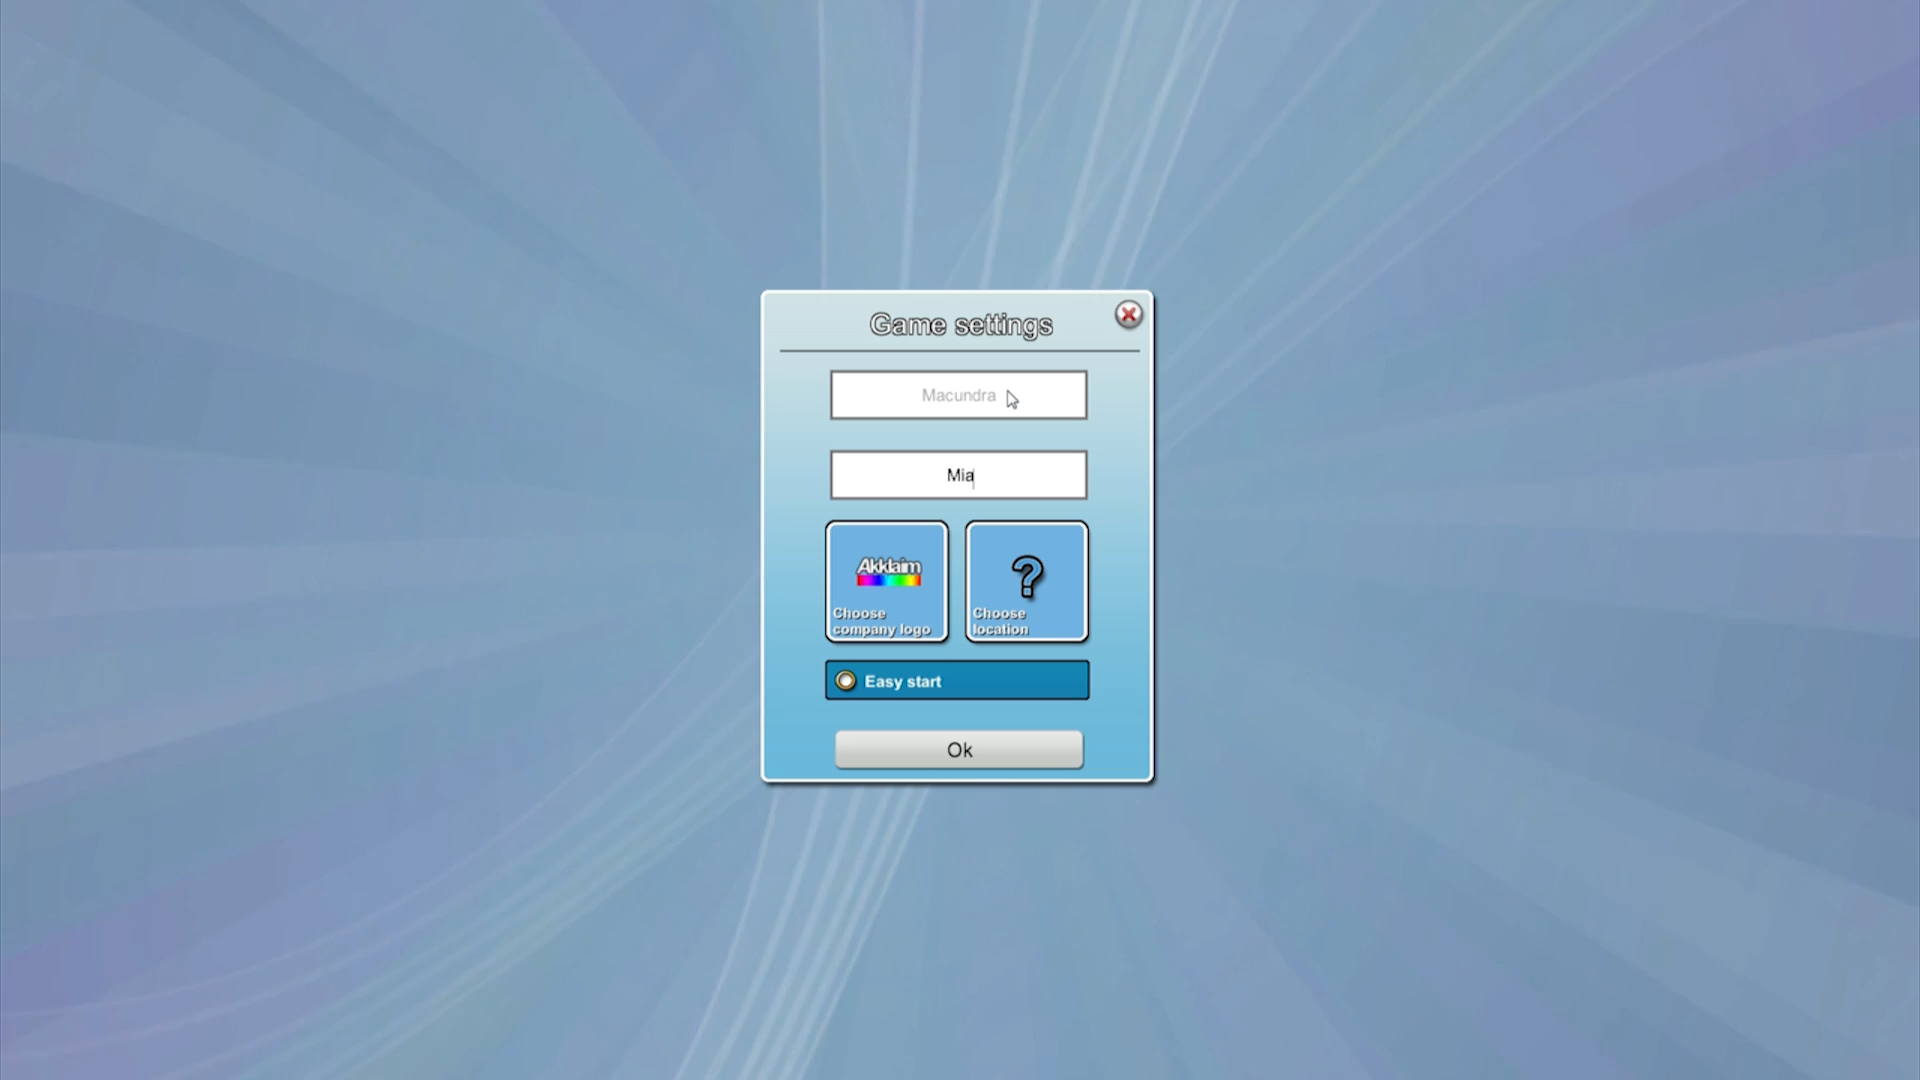 Game settings
Macundra
Mia
Akklaim
?
Choose
company logo
Choose
location
Easy start
Ok